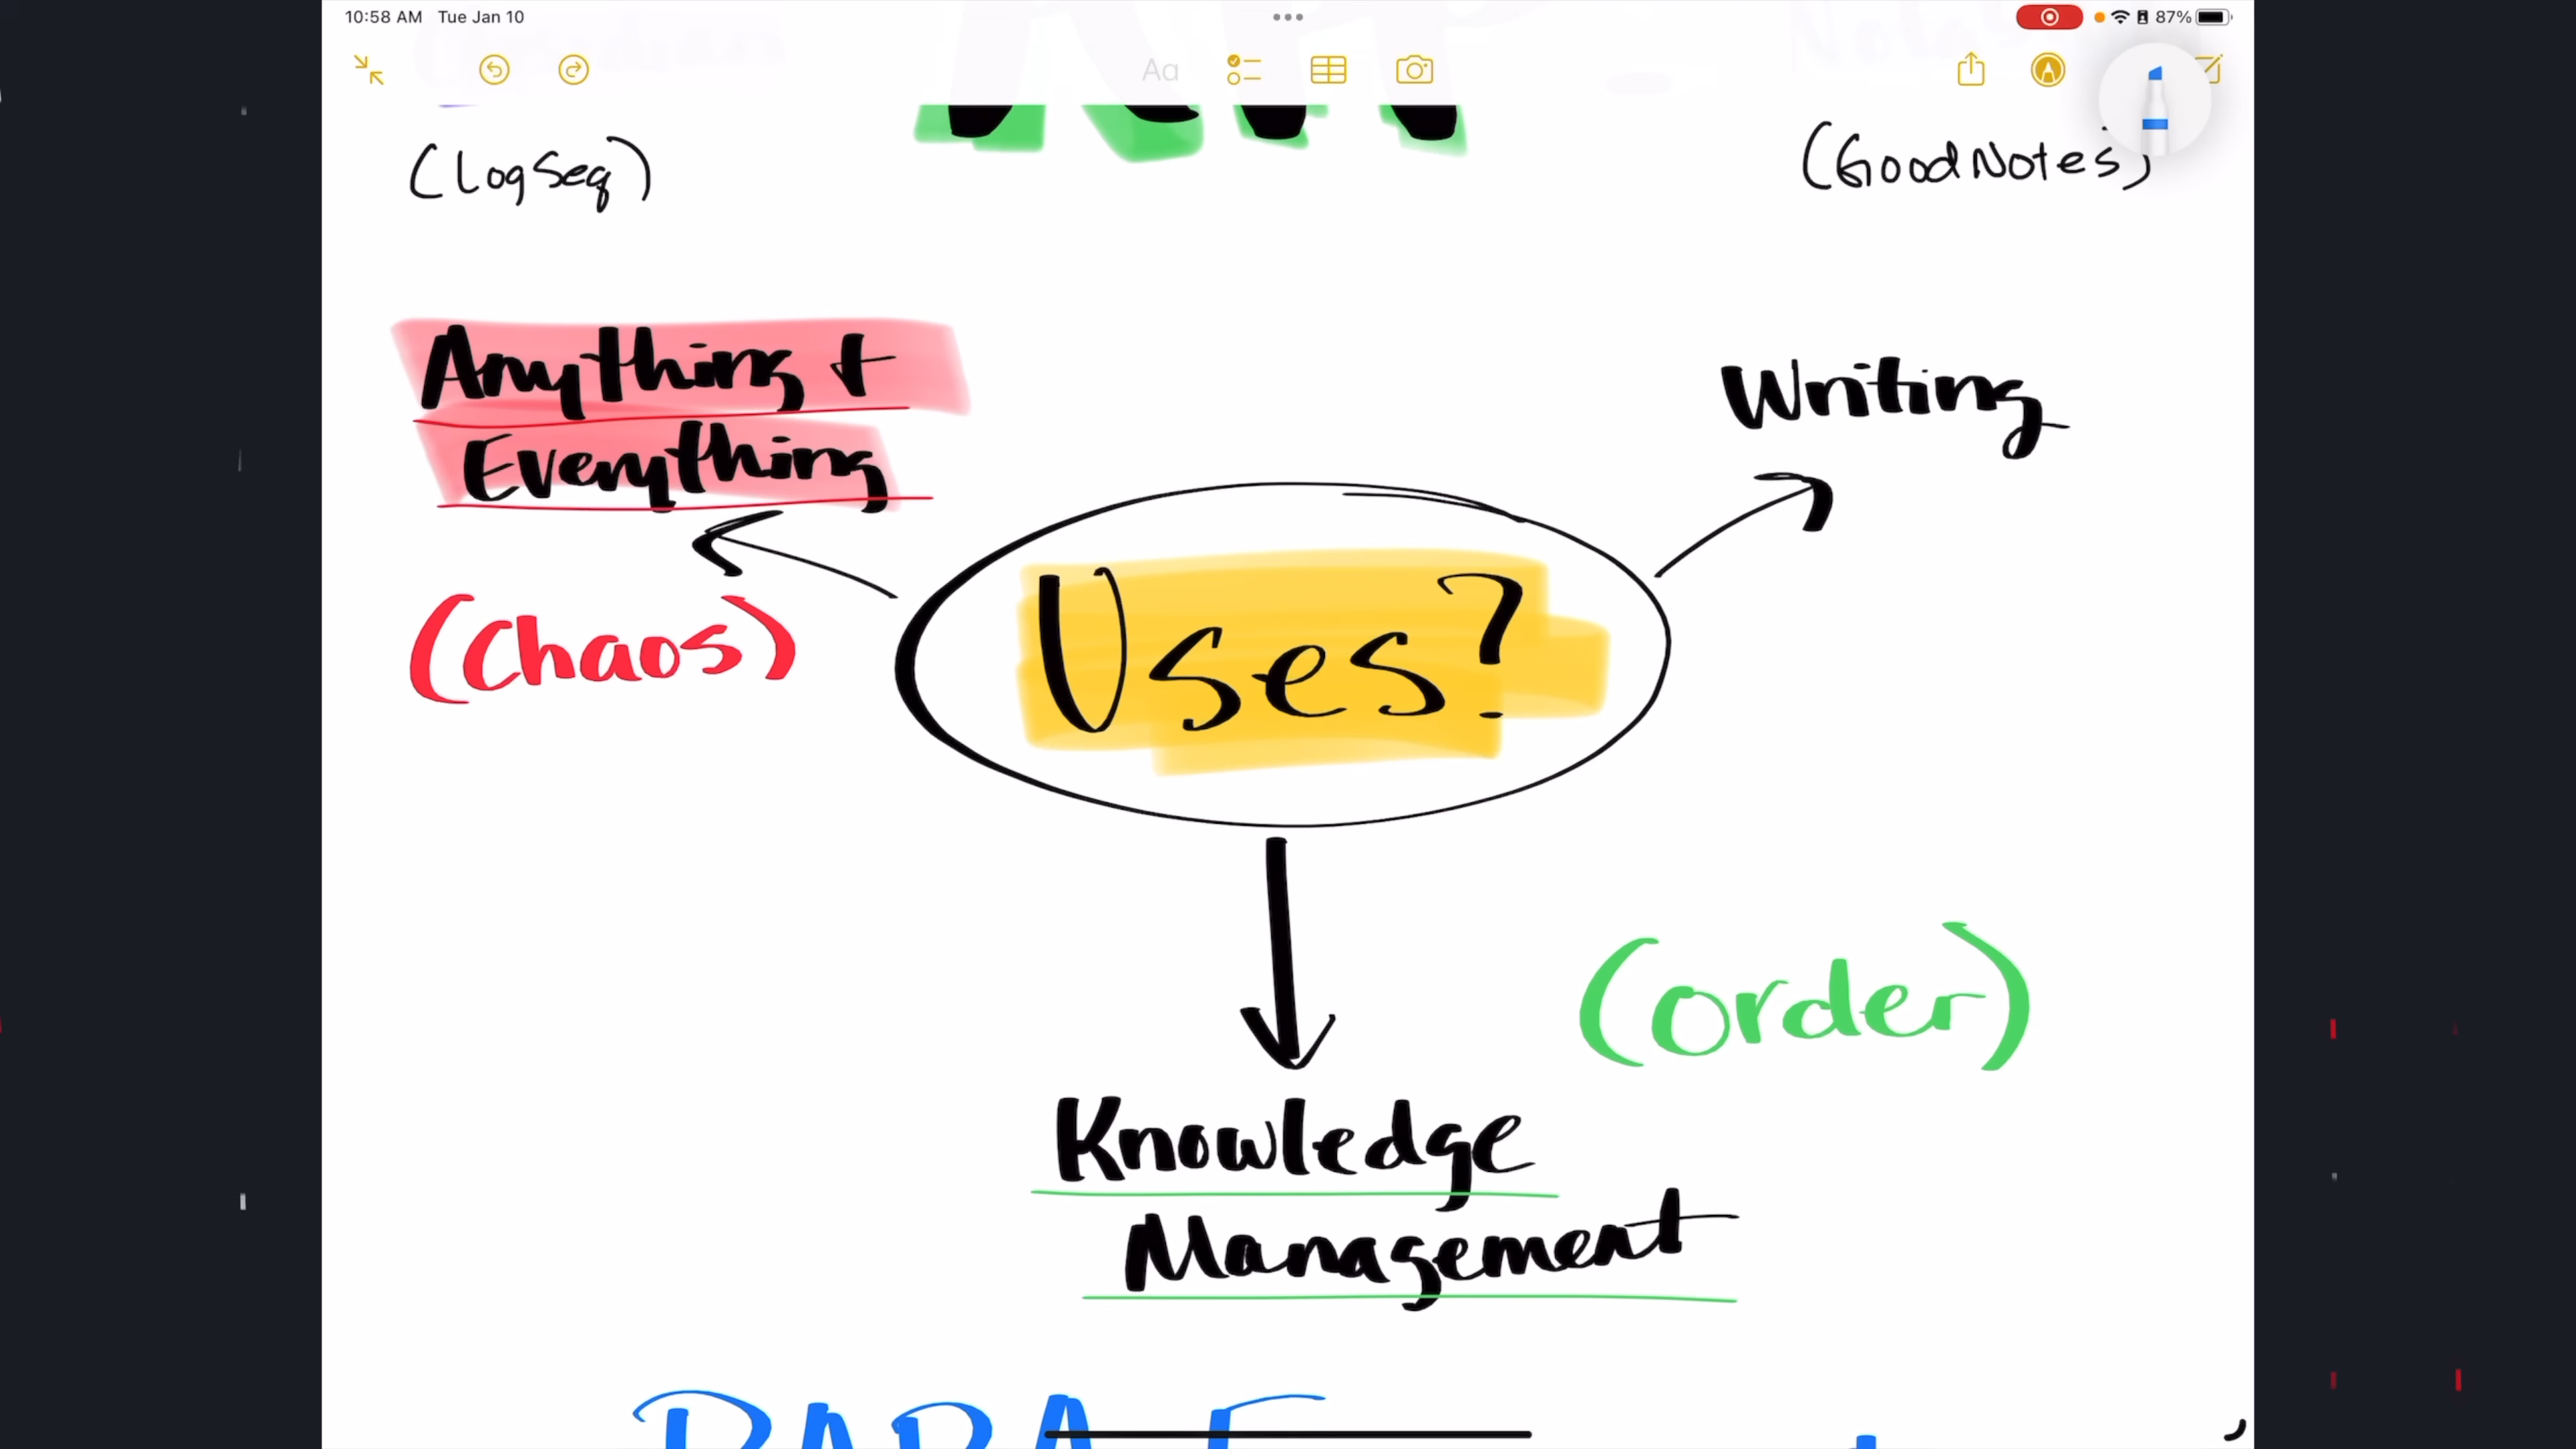 10:58 AM Tue Jan 10
87%
Aa
(LogSeq)
(GoodNotes)
Anything +
Everything
Writing
(Chaos)
Uses?
(order)
Knowledge
Management